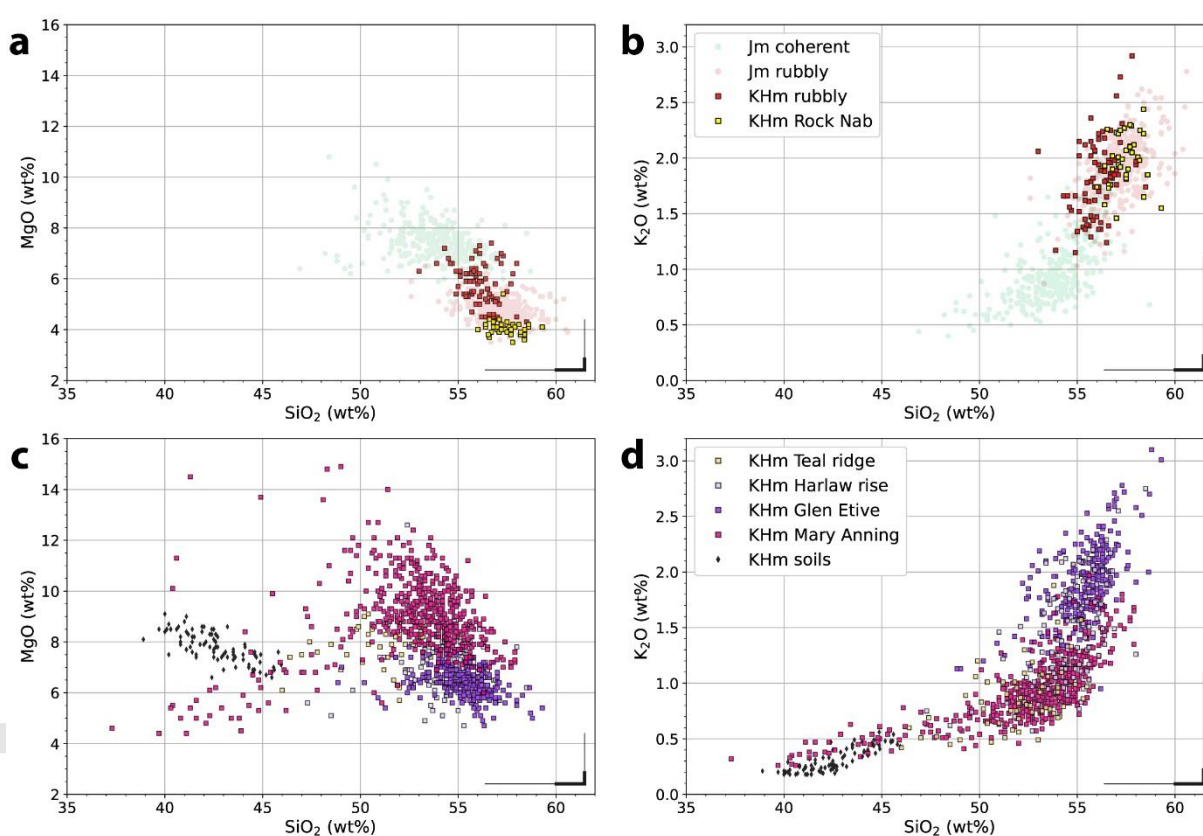 a
16
14
12
10
8
6
4
2
MgO (wt%)
35 40 45 50 55 60
SiO₂ (wt%)
b
3.0
2.5
2.0
1.5
1.0
0.5
0.0
K₂O (wt%)
Jm coherent
Jm rubbly
KHm rubbly
KHm Rock Nab
35 40 45 50 55 60
SiO₂ (wt%)
c
16
14
12
10
8
6
4
2
MgO (wt%)
35 40 45 50 55 60
SiO₂ (wt%)
d
3.0
2.5
2.0
1.5
1.0
0.5
0.0
K₂O (wt%)
KHm Teal ridge
KHm Harlaw rise
KHm Glen Etive
KHm Mary Anning
KHm soils
35 40 45 50 55 60
SiO₂ (wt%)